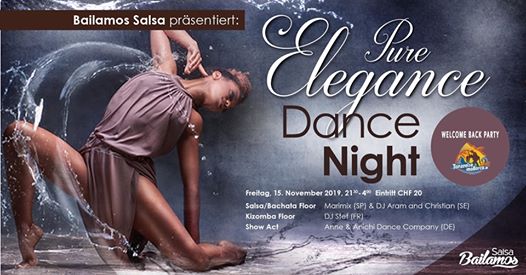 Bailamos Salsa präsentiert:
Pure
Elegance
Dance
Night
WELCOME BACK PARTY
Freitag, 15. November 2019, 21³⁰- 4⁰⁰ Eintritt CHF 20
Salsa/Bachata Floor Marimix (SP) & DJ Aram and Christian (SE)
Kizomba Floor DJ Stef (FR)
Show Act Anne & Anichi Dance Company (DE)
Salsa
Bailamos